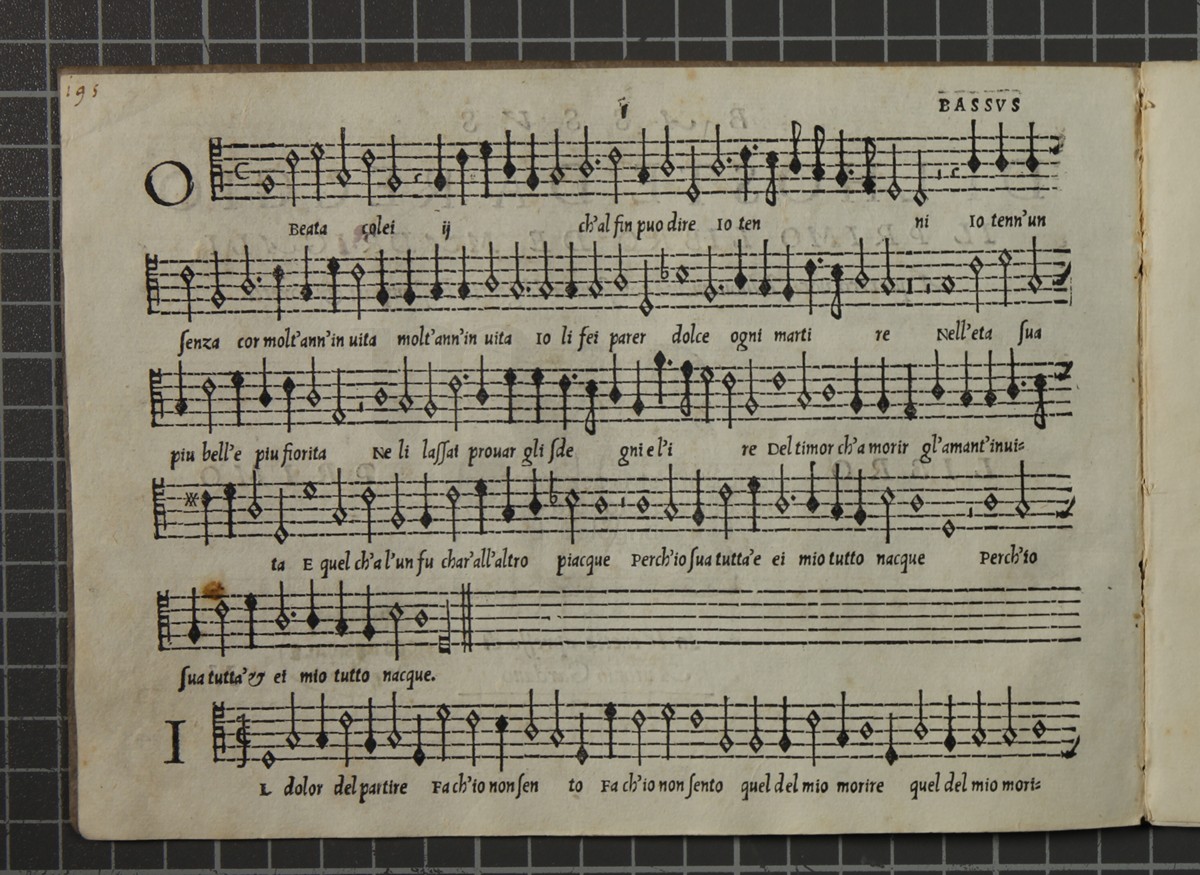 195
BASSVS
O
Beata colei ij ch'al fin puo dire Io ten ni Io tenn'un
ſenza cor molt'ann'in uita molt'ann'in uita Io li fei parer dolce ogni marti re Nell'eta ſua
piu bell'e piu fiorita Ne li laſſai prouar gli ſde gni e l'i re Del timor ch'a morir gl'amant'inui=
ta E quel ch'a l'un fu char'all'altro piacque Perch'io ſua tutta'e ei mio tutto nacque Perch'io
ſua tutta'& ei mio tutto nacque.
I
L dolor del partire Fa ch'io non ſen to Fa ch'io non ſento quel del mio morire quel del mio mori=